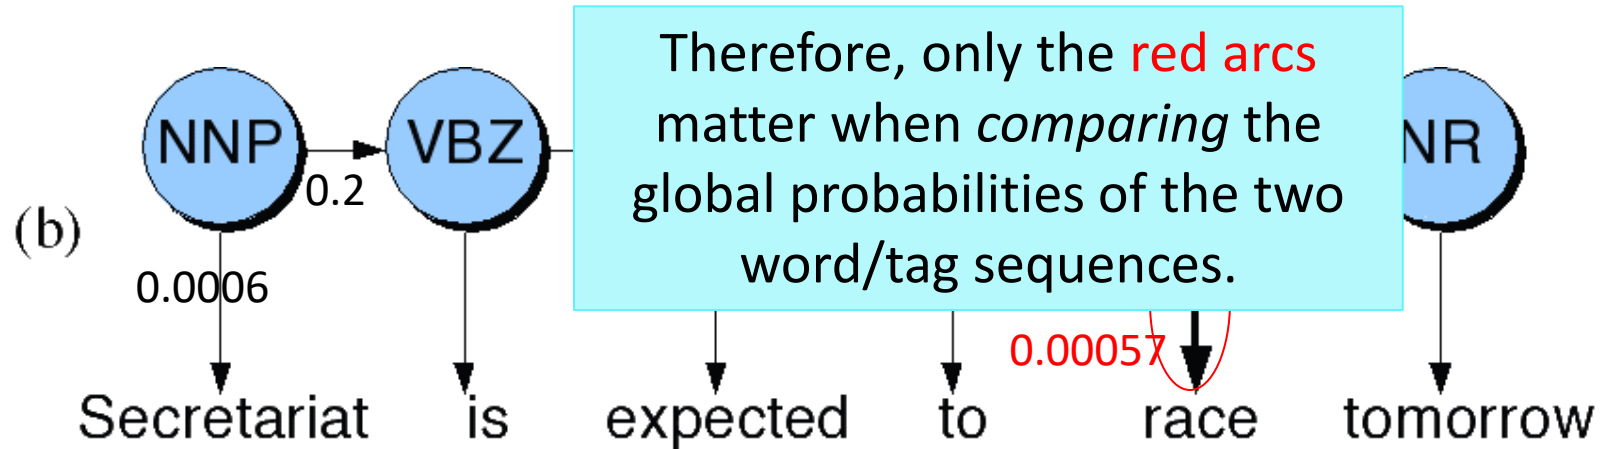 Therefore, only the red arcs
matter when comparing the
global probabilities of the two
word/tag sequences.
NNP VBZ NR
0.2
(b)
0.0006
0.00057
Secretariat is expected to race tomorrow